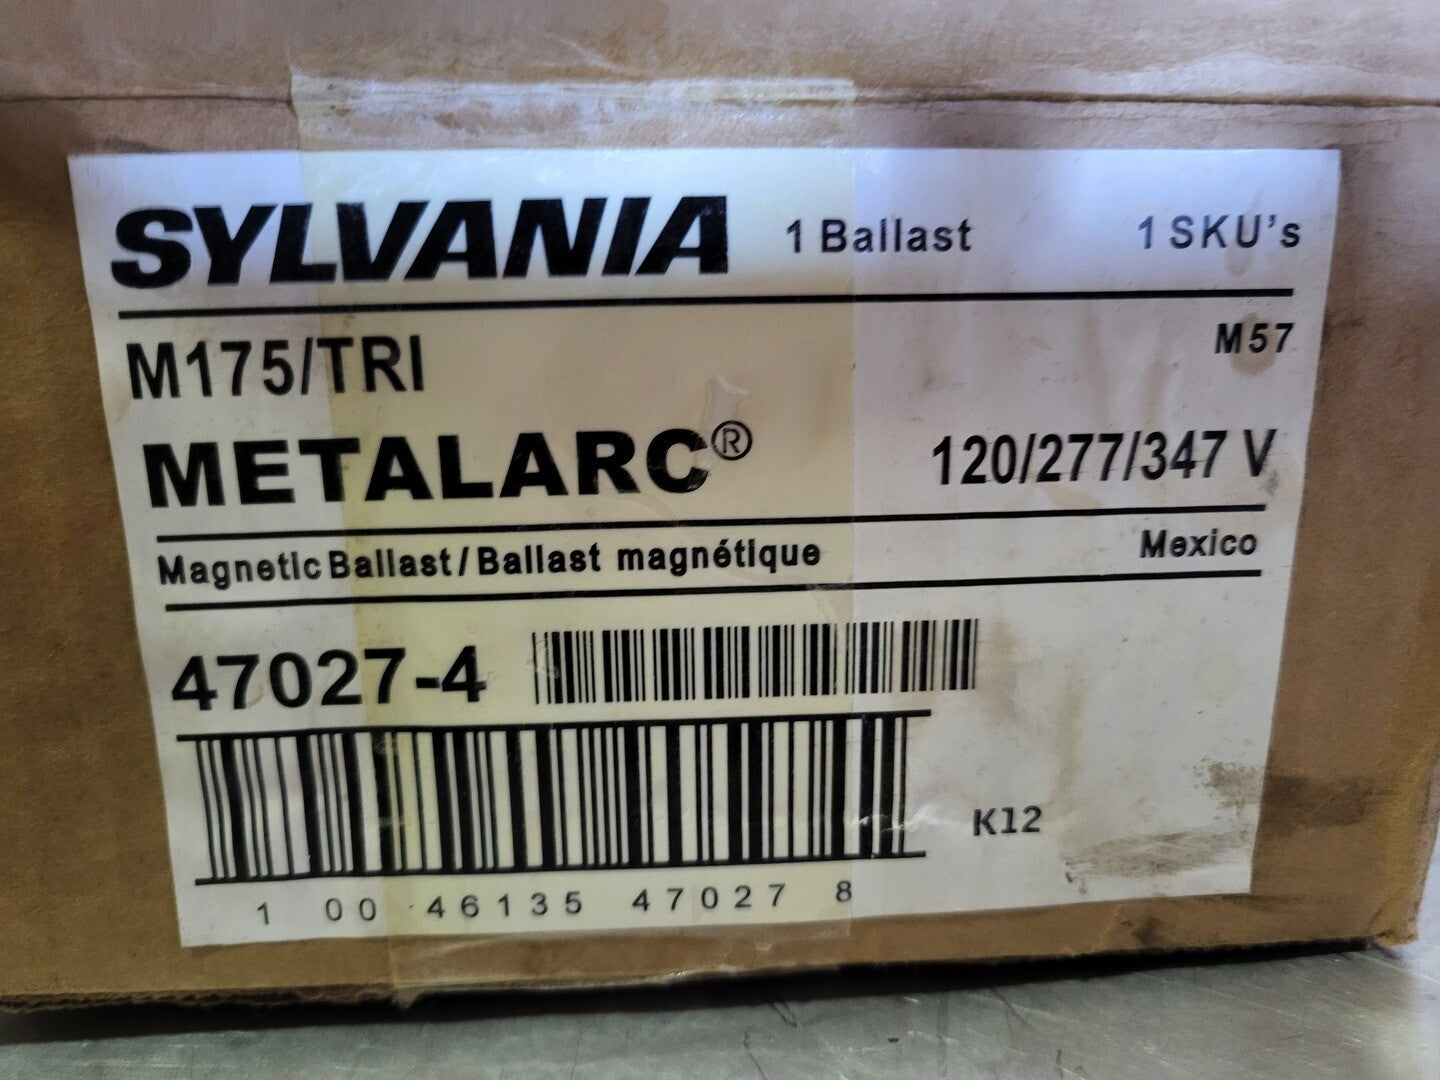 SYLVANIA 1 Ballast 1 SKU's
M175/TRI M57
METALARC® 120/277/347 V
Magnetic Ballast / Ballast magnétique Mexico
47027-4
K12
1 00 46135 47027 8